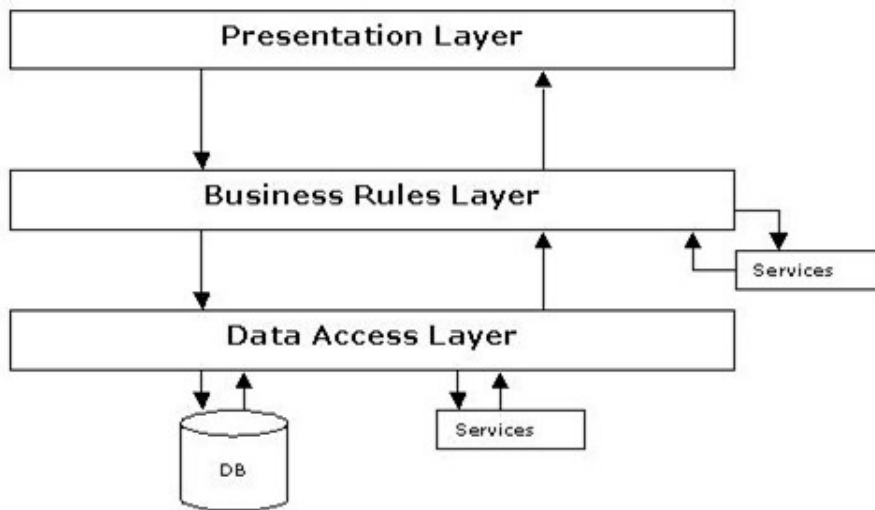 Presentation Layer
Business Rules Layer
Services
Data Access Layer
Services
DB